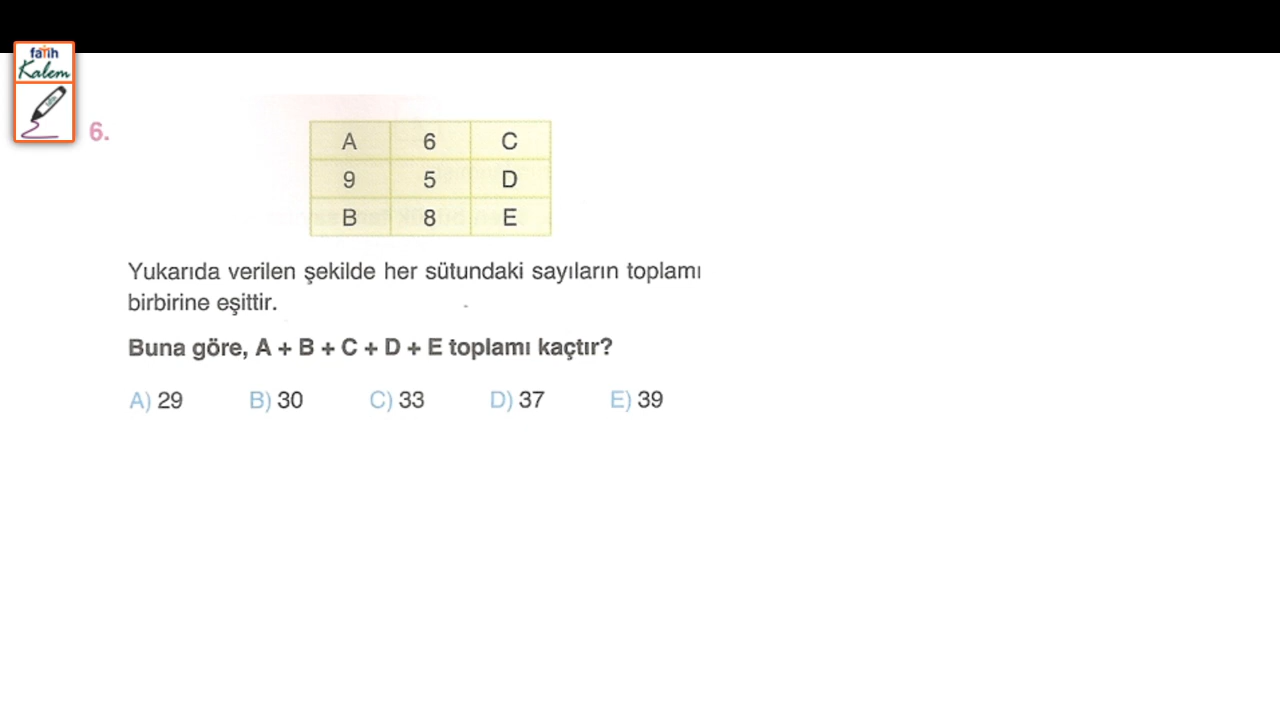 fatih
Kalem
6.
A 6 C
9 5 D
B 8 E
Yukarıda verilen şekilde her sütundaki sayıların toplamı
birbirine eşittir.
Buna göre, A + B + C + D + E toplamı kaçtır?
A) 29 B) 30 C) 33 D) 37 E) 39